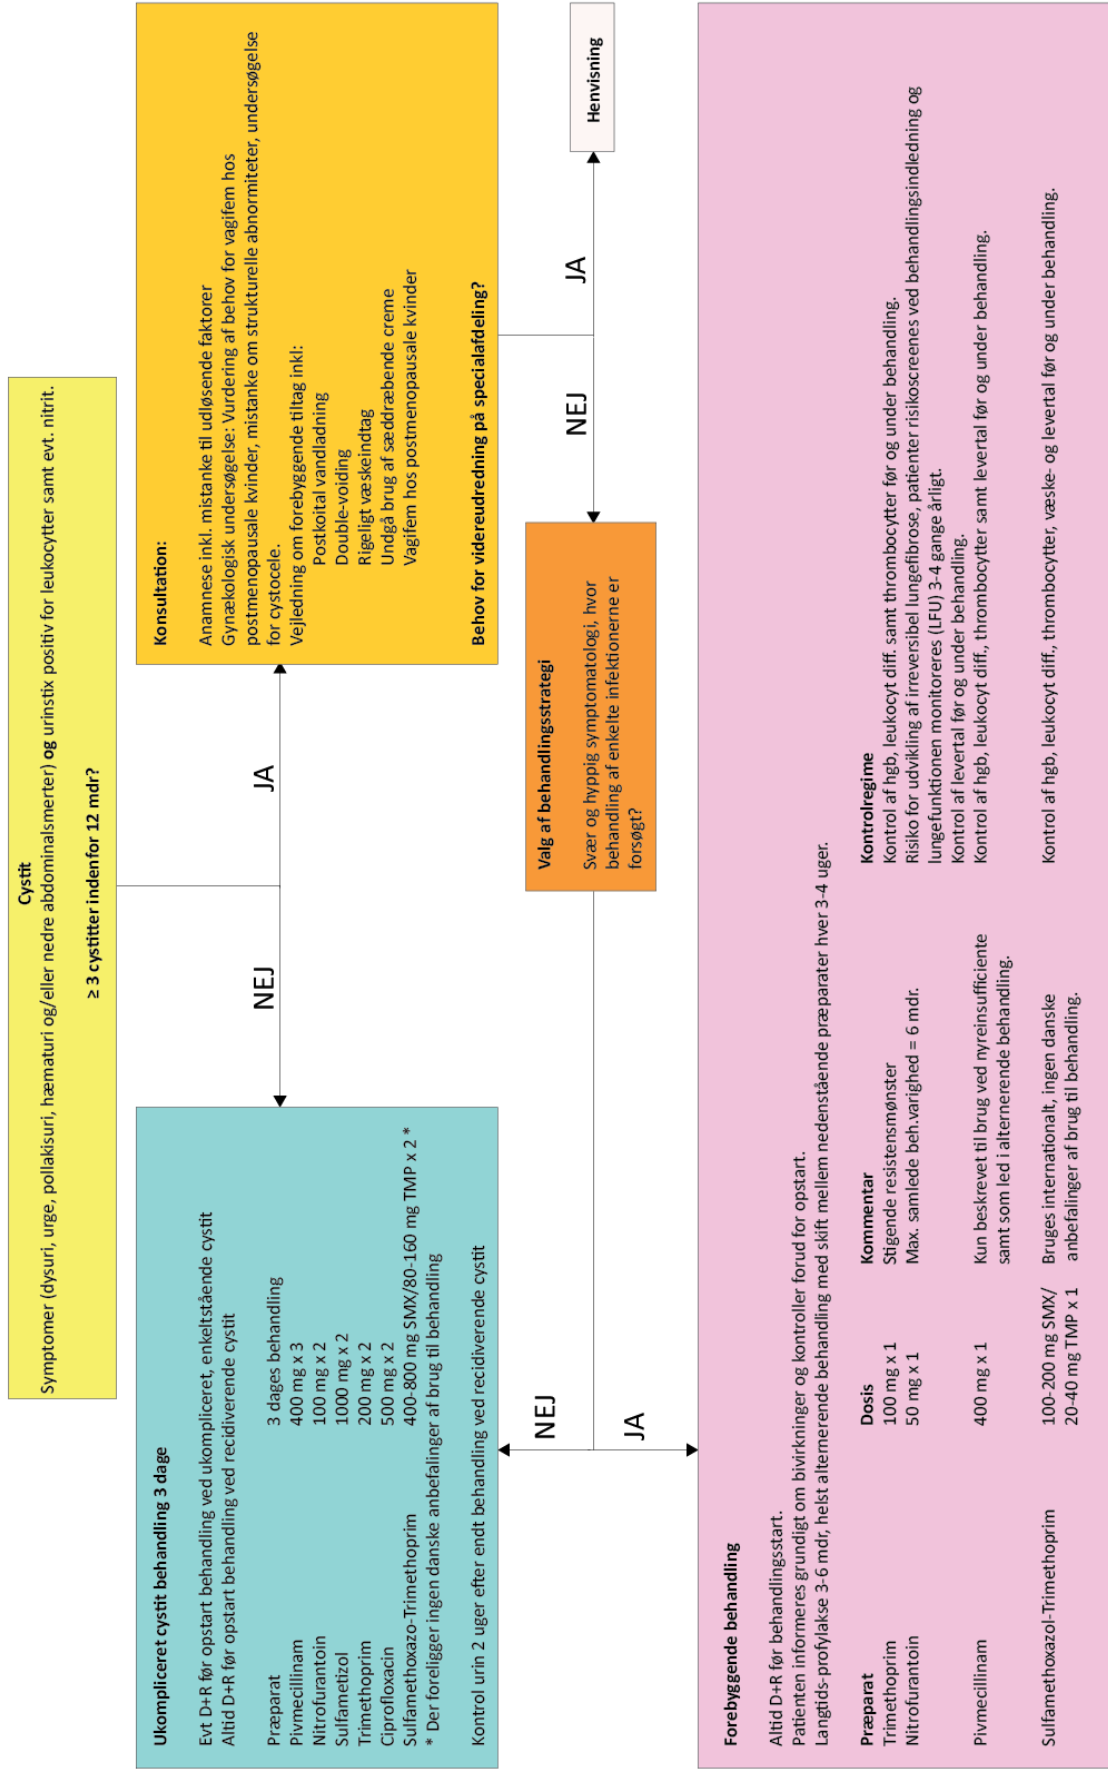 Cystit
Symptomer (dysuri, urge, pollakisuri, hæmaturi og/eller nedre abdominalsmerter) og urinstix positiv for leukocytter samt evt. nitrit.
≥ 3 cystitter indenfor 12 mdr?
NEJ
JA
Ukompliceret cystit behandling 3 dage
Evt D+R før opstart behandling ved ukompliceret, enkeltstående cystit
Altid D+R før opstart behandling ved recidiverende cystit
Præparat 3 dages behandling
Pivmecillinam 400 mg x 3
Nitrofurantoin 100 mg x 2
Sulfametizol 1000 mg x 2
Trimethoprim 200 mg x 2
Ciprofloxacin 500 mg x 2
Sulfamethoxazo-Trimethoprim 400-800 mg SMX/80-160 mg TMP x 2 *
* Der foreligger ingen danske anbefalinger af brug til behandling
Kontrol urin 2 uger efter endt behandling ved recidiverende cystit
Konsultation:
Anamnese inkl. mistanke til udløsende faktorer
Gynækologisk undersøgelse: Vurdering af behov for vagifem hos
postmenopausale kvinder, mistanke om strukturelle abnormiteter, undersøgelse
for cystocele.
Vejledning om forebyggende tiltag inkl:
Postkoital vandladning
Double-voiding
Rigeligt væskeindtag
Undgå brug af sæddræbende creme
Vagifem hos postmenopausale kvinder
Behov for videreudredning på specialafdeling?
NEJ
JA
Henvisning
Valg af behandlingsstrategi
Svær og hyppig symptomatologi, hvor
behandling af enkelte infektionerne er
forsøgt?
NEJ
JA
Forebyggende behandling
Altid D+R før behandlingsstart.
Patienten informeres grundigt om bivirkninger og kontroller forud for opstart.
Langtids-profylakse 3-6 mdr, helst alternerende behandling med skift mellem nedenstående præparater hver 3-4 uger.
Præparat Dosis Kommentar Kontrolregime
Trimethoprim 100 mg x 1 Stigende resistensmønster Kontrol af hgb, leukocyt diff. samt thrombocytter før og under behandling.
Nitrofurantoin 50 mg x 1 Max. samlede beh.varighed = 6 mdr. Risiko for udvikling af irreversibel lungefibrose, patienter risikoscreenes ved behandlingsindledning og
lungefunktionen monitoreres (LFU) 3-4 gange årligt.
Kontrol af levertal før og under behandling.
Pivmecillinam 400 mg x 1 Kun beskrevet til brug ved nyreinsufficiente Kontrol af hgb, leukocyt diff., thrombocytter samt levertal før og under behandling.
samt som led i alternerende behandling.
Sulfamethoxazol-Trimethoprim 100-200 mg SMX/ Bruges internationalt, ingen danske Kontrol af hgb, leukocyt diff., thrombocytter, væske- og levertal før og under behandling.
20-40 mg TMP x 1 anbefalinger af brug til behandling.